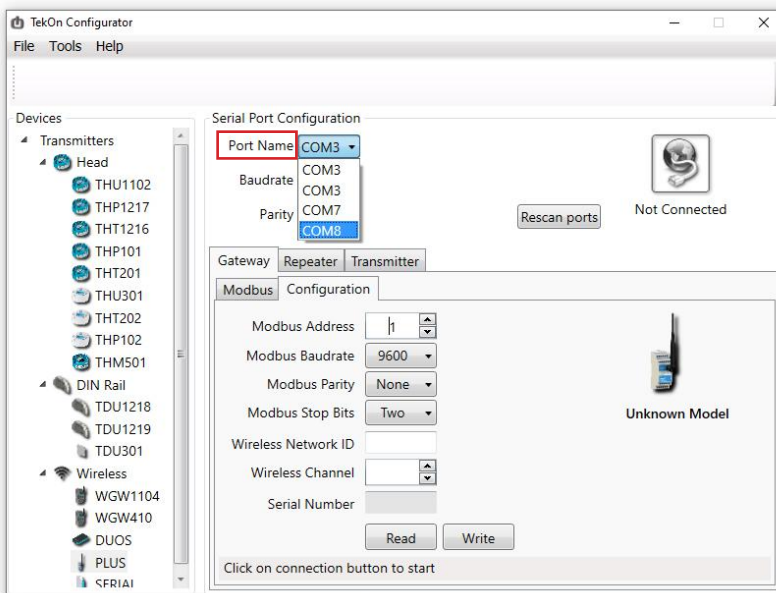 TekOn Configurator
File Tools Help
Devices
Transmitters
Head
THU1102
THP1217
THT1216
THP101
THT201
THU301
THT202
THP102
THM501
DIN Rail
TDU1218
TDU1219
TDU301
Wireless
WGW1104
WGW410
DUOS
PLUS
SERIAL
Serial Port Configuration
Port Name COM3
COM3
COM3
COM7
COM8
Baudrate
Parity
Rescan ports
Not Connected
Gateway Repeater Transmitter
Modbus Configuration
Modbus Address 1
Modbus Baudrate 9600
Modbus Parity None
Modbus Stop Bits Two
Wireless Network ID
Wireless Channel
Serial Number
Unknown Model
Read Write
Click on connection button to start